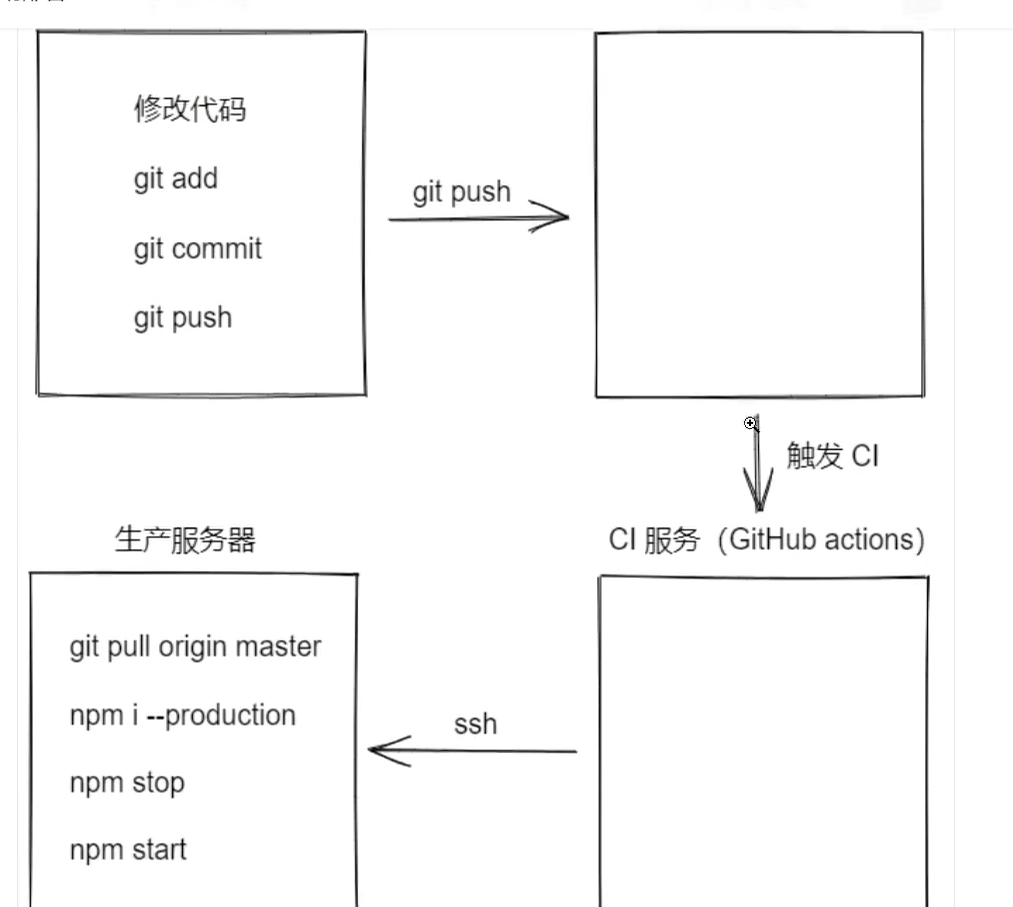 修改代码
git add
git commit
git push
git push
触发 CI
CI 服务（GitHub actions）
ssh
生产服务器
git pull origin master
npm i --production
npm stop
npm start